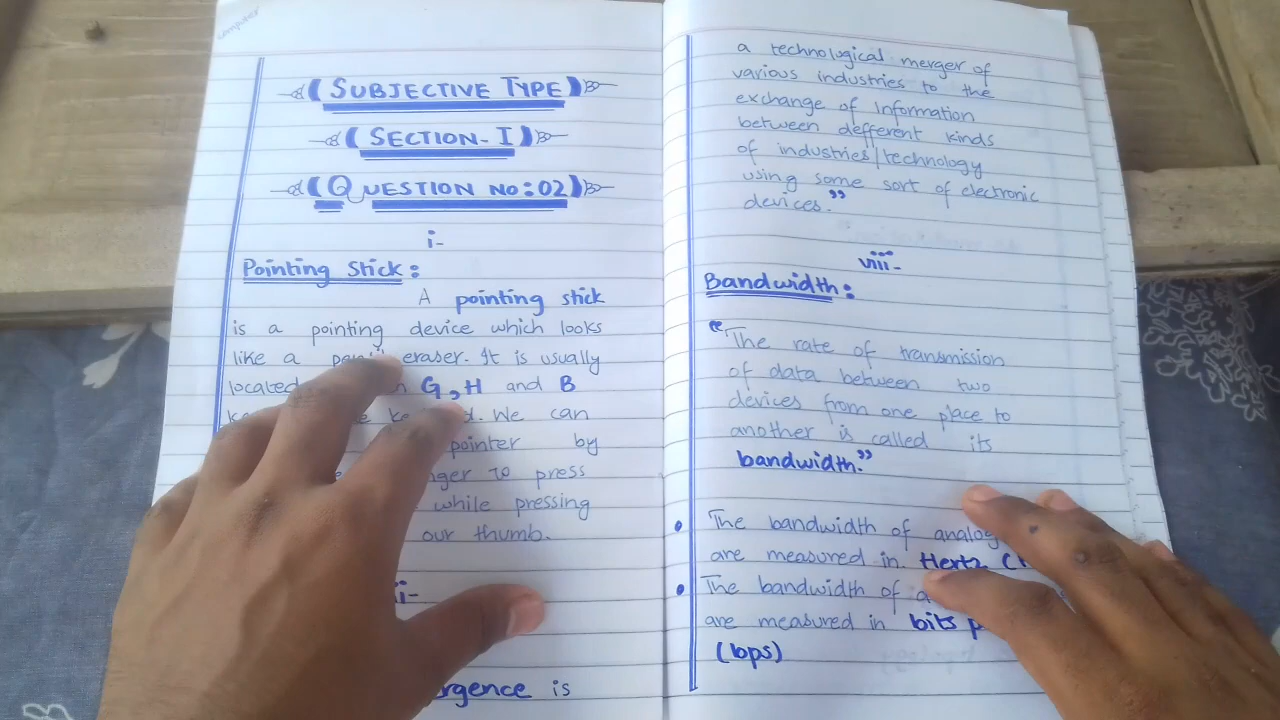 computer
SUBJECTIVE TYPE
SECTION-I
QUESTION NO:02
i-
Pointing Stick:
A pointing stick
is a pointing device which looks
like a eraser. It is usually
located G, H and B
We can
pointer by
to press
while pressing
our thumb.
is
a technological merger of
various industries to the
exchange of Information
between defferent kinds
of industries/technology
using some sort of electronic
devices."
viii-
Bandwidth:
"The rate of transmission
of data between two
devices from one place to
another is called its
bandwidth."
• The bandwidth of
are measured in Hertz
• The bandwidth of
are measured in bits
(bps)